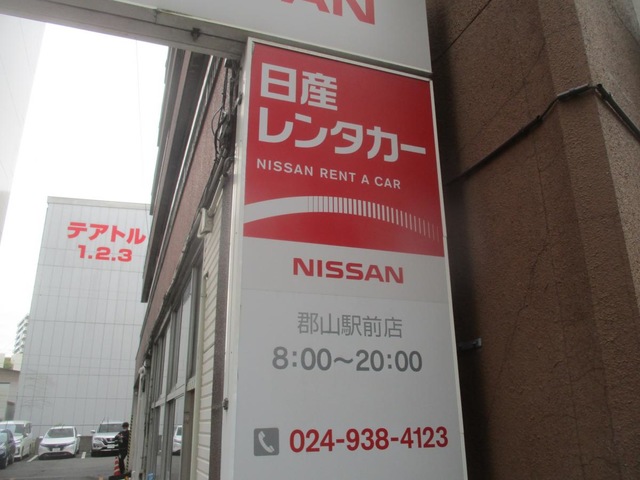 日産
レンタカー
NISSAN RENT A CAR
NISSAN
郡山駅前店
8:00～20:00
024-938-4123
テアトル
1.2.3